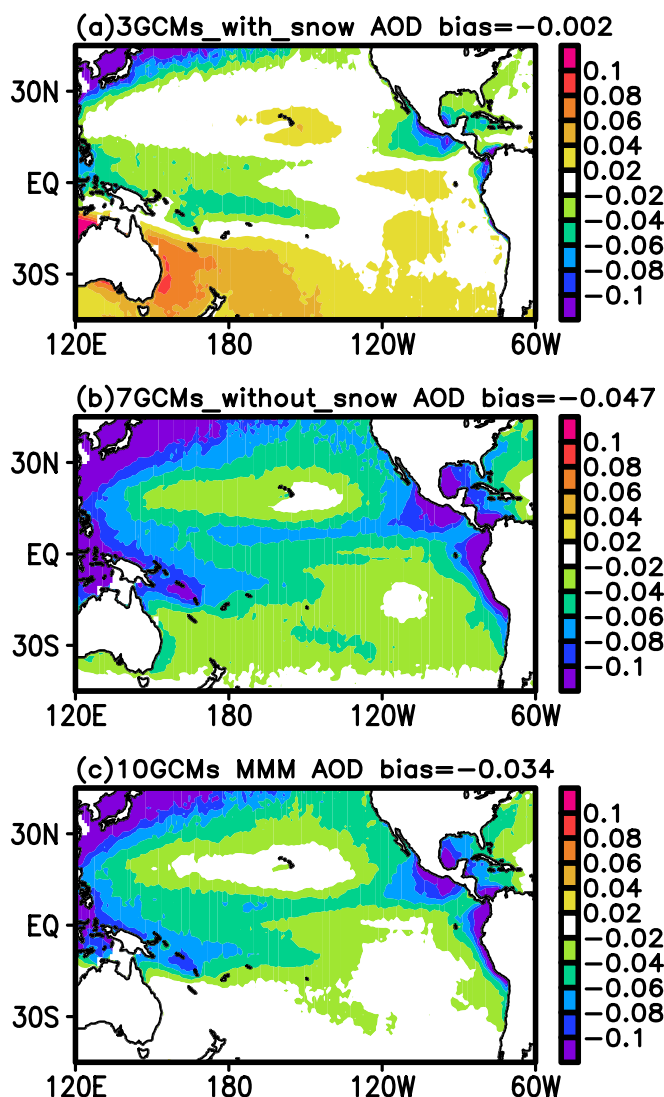 (a)3GCMs_with_snow AOD bias=−0.002
30N
EQ
30S
120E 180 120W 60W
0.1
0.08
0.06
0.04
0.02
−0.02
−0.04
−0.06
−0.08
−0.1
(b)7GCMs_without_snow AOD bias=−0.047
30N
EQ
30S
120E 180 120W 60W
0.1
0.08
0.06
0.04
0.02
−0.02
−0.04
−0.06
−0.08
−0.1
(c)10GCMs MMM AOD bias=−0.034
30N
EQ
30S
120E 180 120W 60W
0.1
0.08
0.06
0.04
0.02
−0.02
−0.04
−0.06
−0.08
−0.1